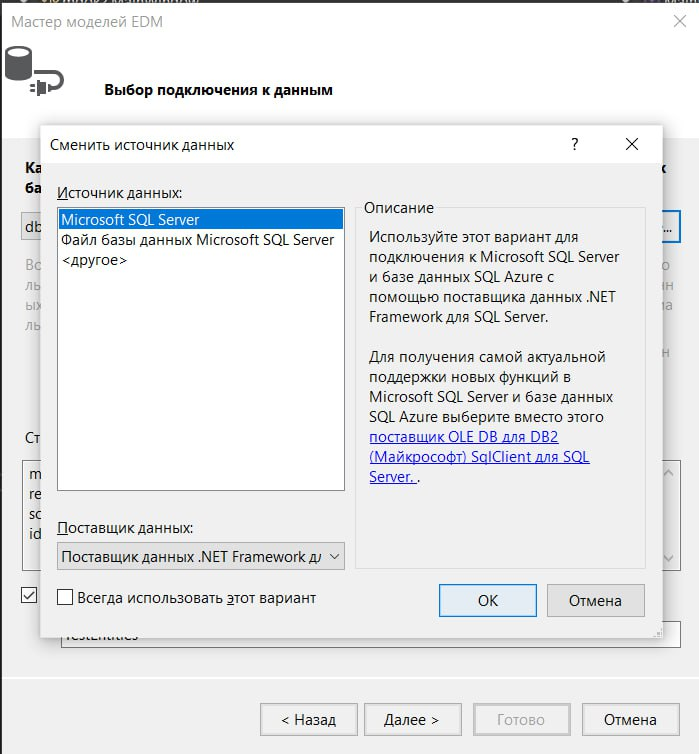 Мастер моделей EDM
Выбор подключения к данным
Сменить источник данных
?
Источник данных:
Microsoft SQL Server
Файл базы данных Microsoft SQL Server
<другое>
Описание
Используйте этот вариант для
подключения к Microsoft SQL Server
и базе данных SQL Azure с
помощью поставщика данных .NET
Framework для SQL Server.
Для получения самой актуальной
поддержки новых функций в
Microsoft SQL Server и базе данных
SQL Azure выберите вместо этого
поставщик OLE DB для DB2
(Майкрософт) SqlClient для SQL
Server. .
Поставщик данных:
Поставщик данных .NET Framework дл
Всегда использовать этот вариант
OK
Отмена
TestEntities
< Назад
Далее >
Готово
Отмена